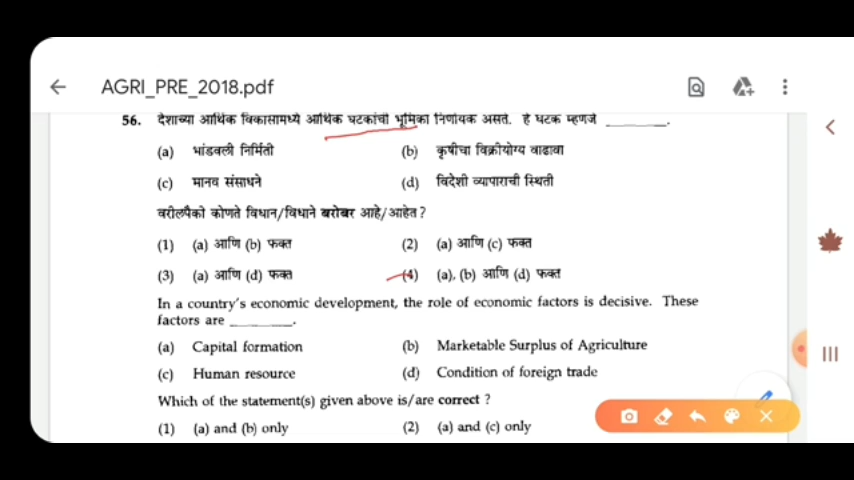 AGRI_PRE_2018.pdf
56. देशाच्या आर्थिक विकासामध्ये आर्थिक घटकांची भूमिका निर्णायक असते. हे घटक म्हणजे ________.
(a) भांडवली निर्मिती (b) कृषीचा विक्रीयोग्य वाढावा
(c) मानव संसाधने (d) विदेशी व्यापाराची स्थिती
वरीलपैकी कोणते विधान/विधाने बरोबर आहे/आहेत ?
(1) (a) आणि (b) फक्त (2) (a) आणि (c) फक्त
(3) (a) आणि (d) फक्त (4) (a), (b) आणि (d) फक्त
In a country's economic development, the role of economic factors is decisive. These
factors are ________.
(a) Capital formation (b) Marketable Surplus of Agriculture
(c) Human resource (d) Condition of foreign trade
Which of the statement(s) given above is/are correct ?
(1) (a) and (b) only (2) (a) and (c) only